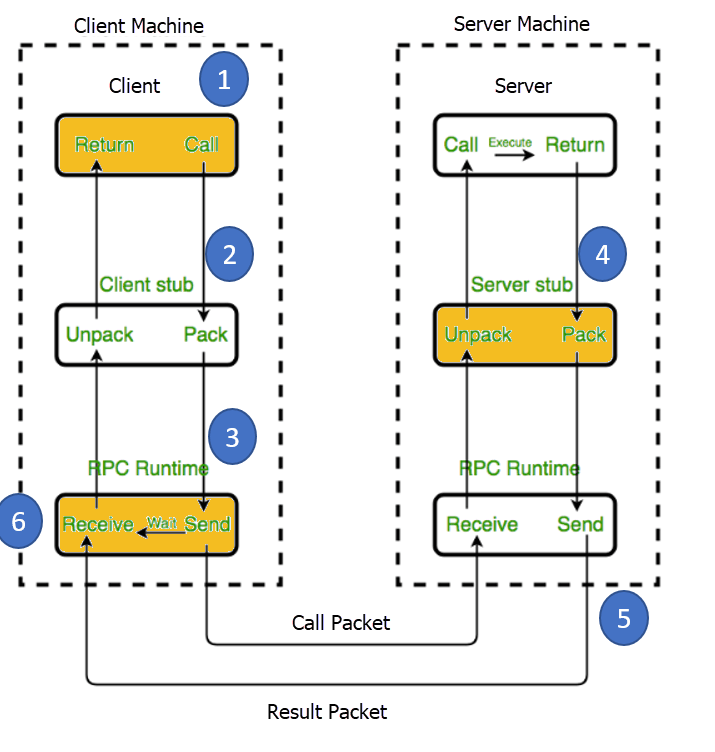 Client Machine
Server Machine
Client
1
Server
Return Call
Call Execute Return
2
4
Client stub
Server stub
Unpack Pack
Unpack Pack
3
RPC Runtime
RPC Runtime
6
Receive Wait Send
Receive Send
5
Call Packet
Result Packet